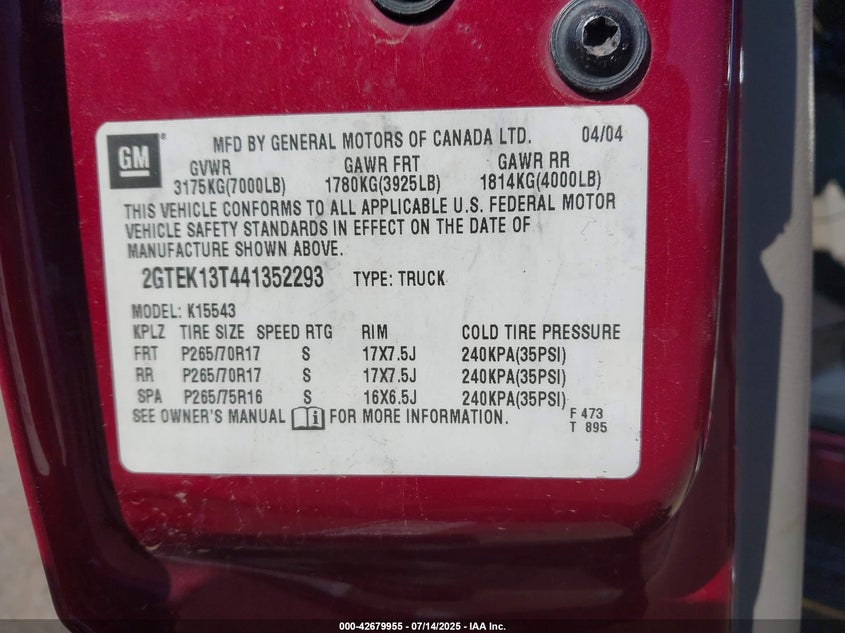 GM ® MFD BY GENERAL MOTORS OF CANADA LTD. 04/04
GVWR GAWR FRT GAWR RR
3175KG(7000LB) 1780KG(3925LB) 1814KG(4000LB)
THIS VEHICLE CONFORMS TO ALL APPLICABLE U.S. FEDERAL MOTOR
VEHICLE SAFETY STANDARDS IN EFFECT ON THE DATE OF
MANUFACTURE SHOWN ABOVE.
2GTEK13T441352293 TYPE: TRUCK
MODEL: K15543
KPLZ TIRE SIZE SPEED RTG RIM COLD TIRE PRESSURE
FRT P265/70R17 S 17X7.5J 240KPA(35PSI)
RR P265/70R17 S 17X7.5J 240KPA(35PSI)
SPA P265/75R16 S 16X6.5J 240KPA(35PSI)
SEE OWNER'S MANUAL i FOR MORE INFORMATION. F 473
T 895
000-42679955 | 07/14/2025 - IAA Inc.